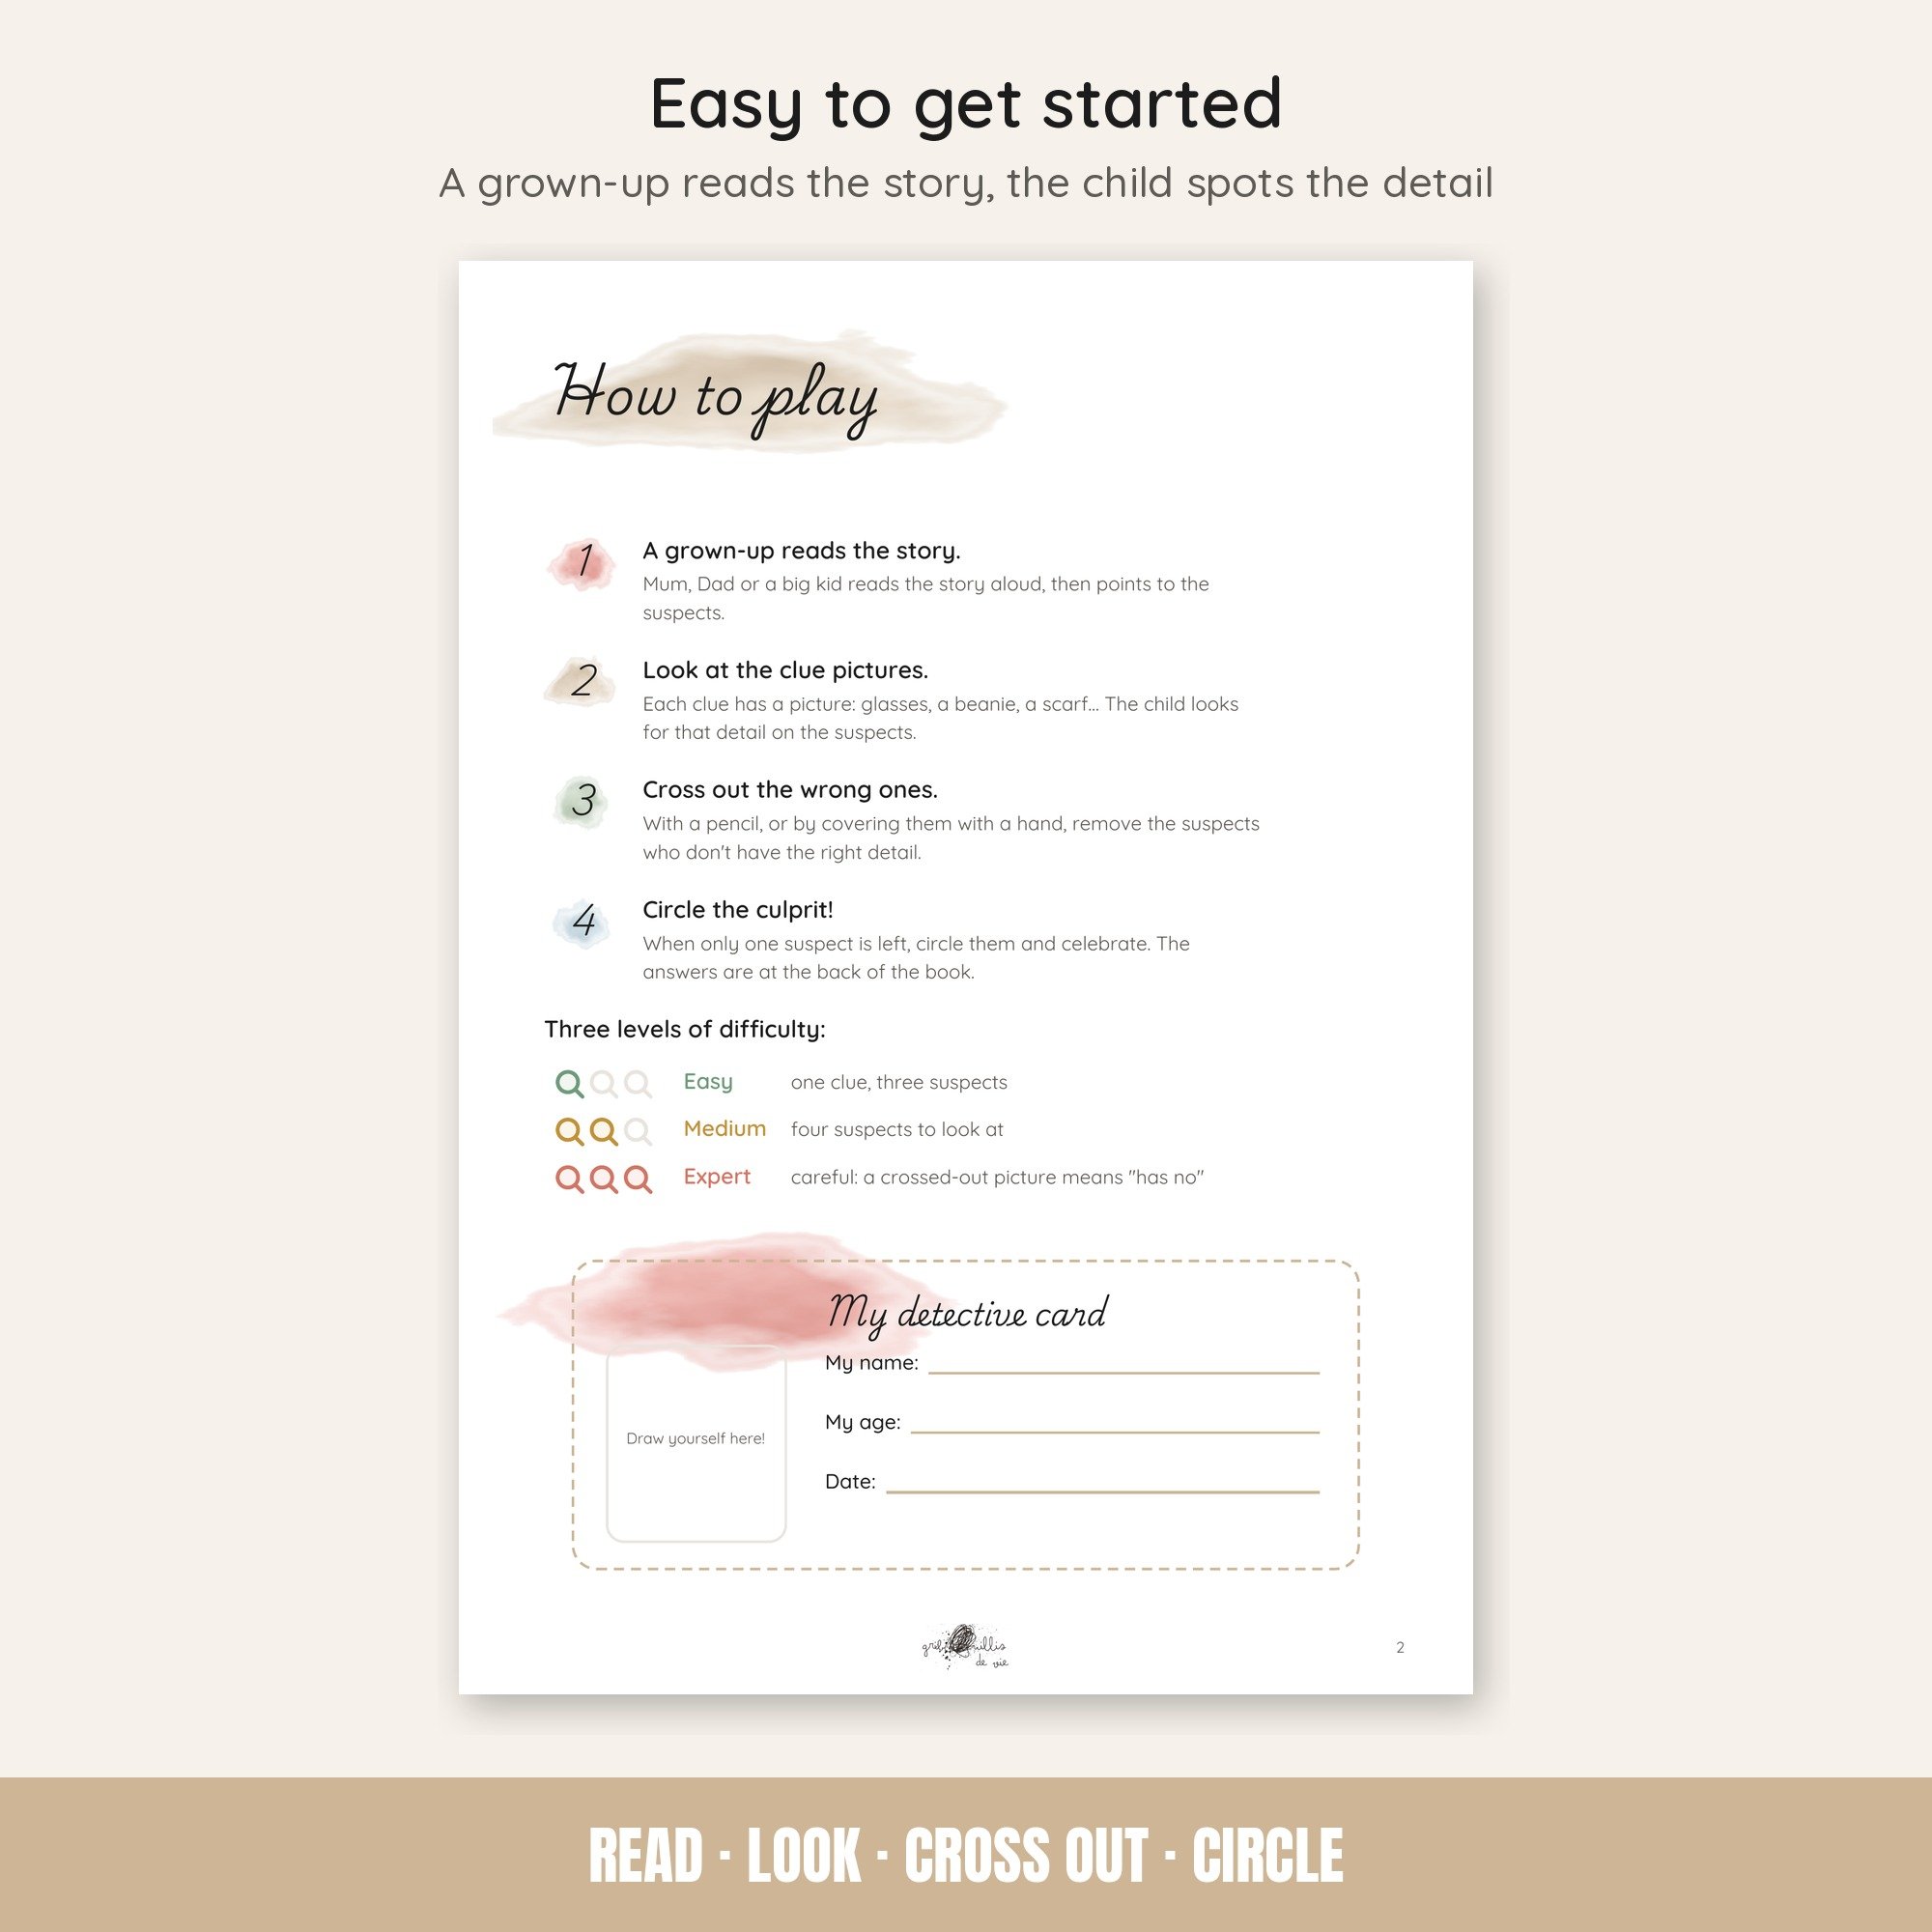 Easy to get started
A grown-up reads the story, the child spots the detail
How to play
1
A grown-up reads the story.
Mum, Dad or a big kid reads the story aloud, then points to the
suspects.
2
Look at the clue pictures.
Each clue has a picture: glasses, a beanie, a scarf... The child looks
for that detail on the suspects.
3
Cross out the wrong ones.
With a pencil, or by covering them with a hand, remove the suspects
who don't have the right detail.
4
Circle the culprit!
When only one suspect is left, circle them and celebrate. The
answers are at the back of the book.
Three levels of difficulty:
Easy one clue, three suspects
Medium four suspects to look at
Expert careful: a crossed-out picture means "has no"
My detective card
My name:
My age:
Date:
Draw yourself here!
de vie
2
READ · LOOK · CROSS OUT · CIRCLE